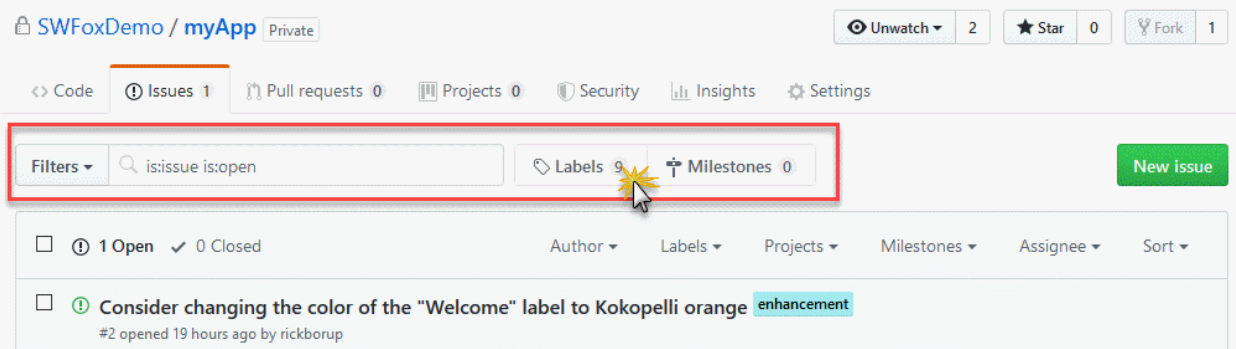 SWFoxDemo / myApp Private Unwatch 2 Star 0 Fork 1
Code Issues 1 Pull requests 0 Projects 0 Security Insights Settings
Filters is:issue is:open Labels 9 Milestones 0 New issue
1 Open 0 Closed Author Labels Projects Milestones Assignee Sort
Consider changing the color of the "Welcome" label to Kokopelli orange enhancement
#2 opened 19 hours ago by rickborup